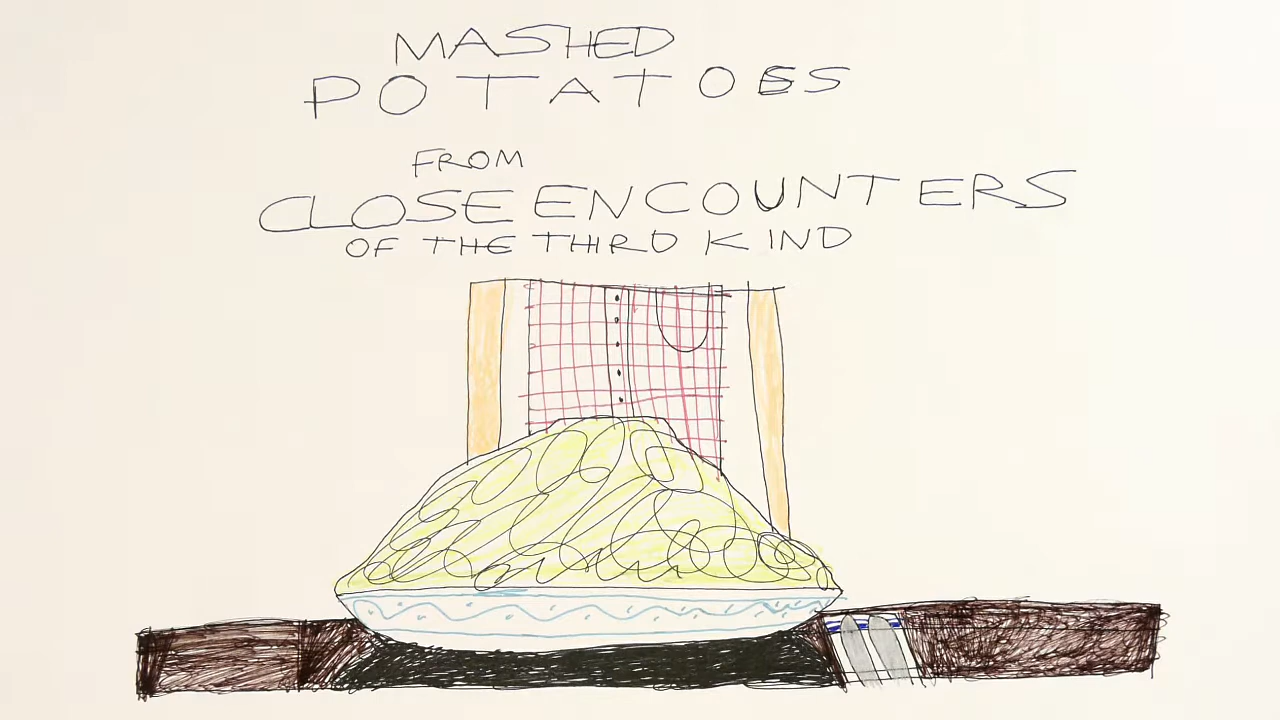 MASHED
POTATOES
FROM
CLOSE ENCOUNTERS
OF THE THIRD KIND